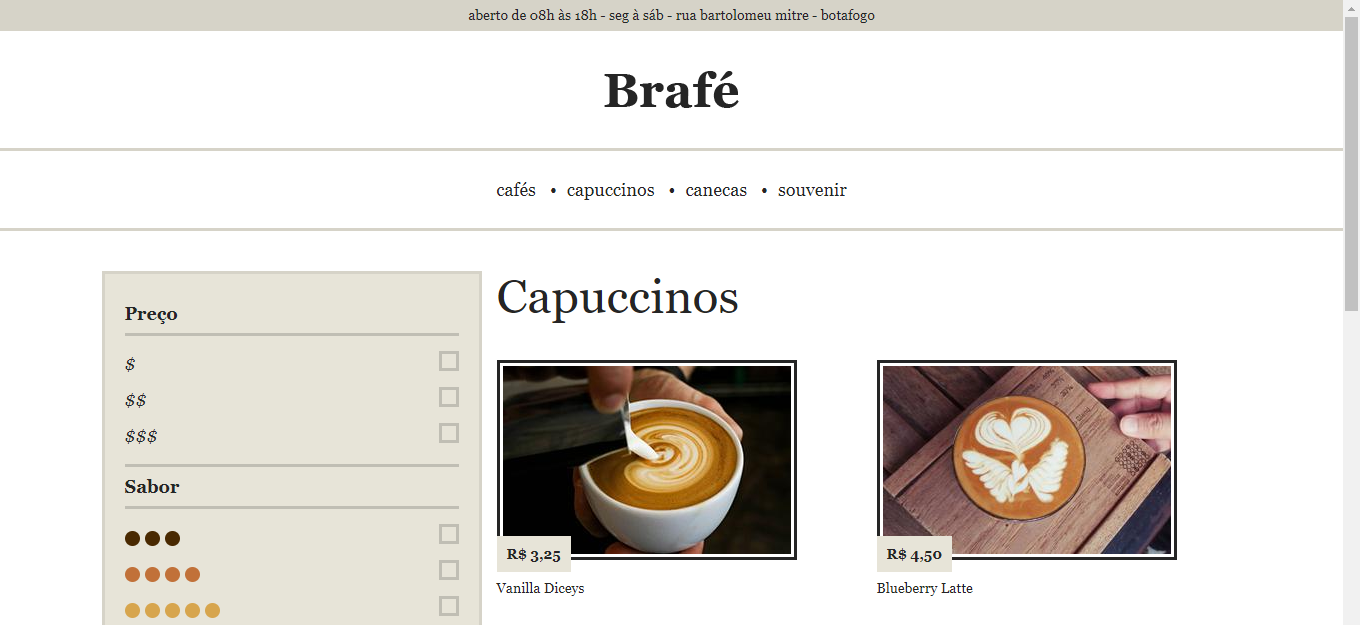 aberto de 08h às 18h - seg à sáb - rua bartolomeu mitre - botafogo
Brafé
cafés • capuccinos • canecas • souvenir
Preço
$
$$
$$$
Sabor
Capuccinos
R$ 3,25
Vanilla Diceys
R$ 4,50
Blueberry Latte